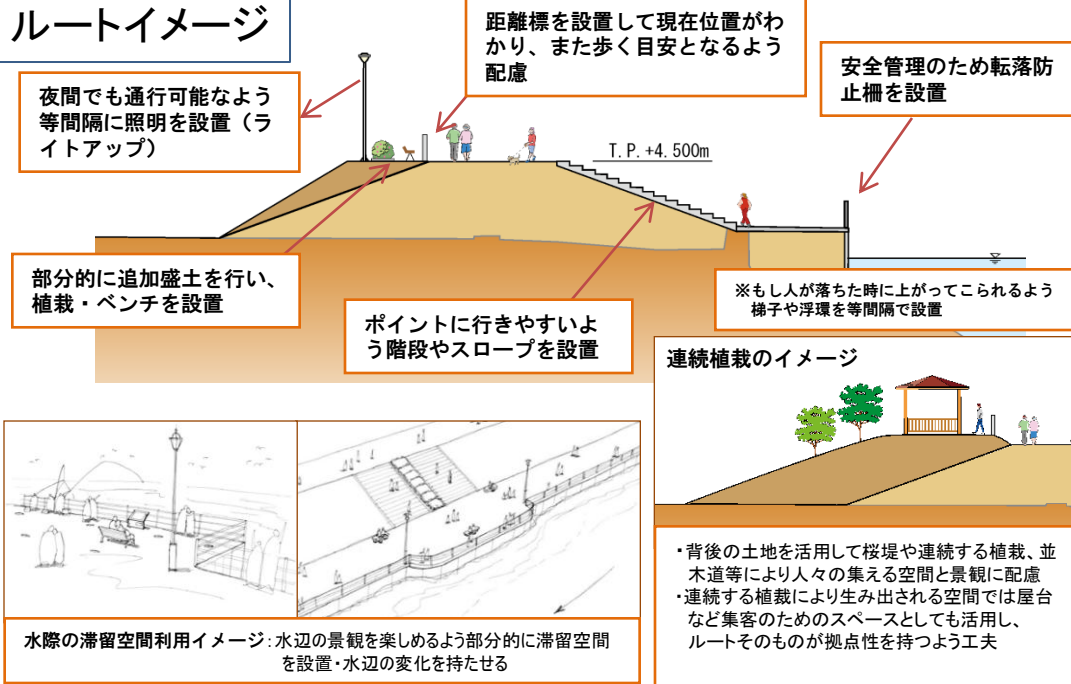 ルートイメージ
距離標を設置して現在位置がわ
かり、また歩く目安となるよう
配慮
安全管理のため転落防
止柵を設置
夜間でも通行可能なよう
等間隔に照明を設置（ラ
イトアップ）
T.P.+4.500m
部分的に追加盛土を行い、
植栽・ベンチを設置
ポイントに行きやすいよ
う階段やスロープを設置
※もし人が落ちた時に上がってこられるよう
梯子や浮環を等間隔で設置
連続植栽のイメージ
水際の滞留空間利用イメージ：水辺の景観を楽しめるよう部分的に滞留空間
を設置・水辺の変化を持たせる
・背後の土地を活用して桜堤や連続する植栽、並
木道等により人々の集える空間と景観に配慮
・連続する植栽により生み出される空間では屋台
など集客のためのスペースとしても活用し、
ルートそのものが拠点性を持つよう工夫